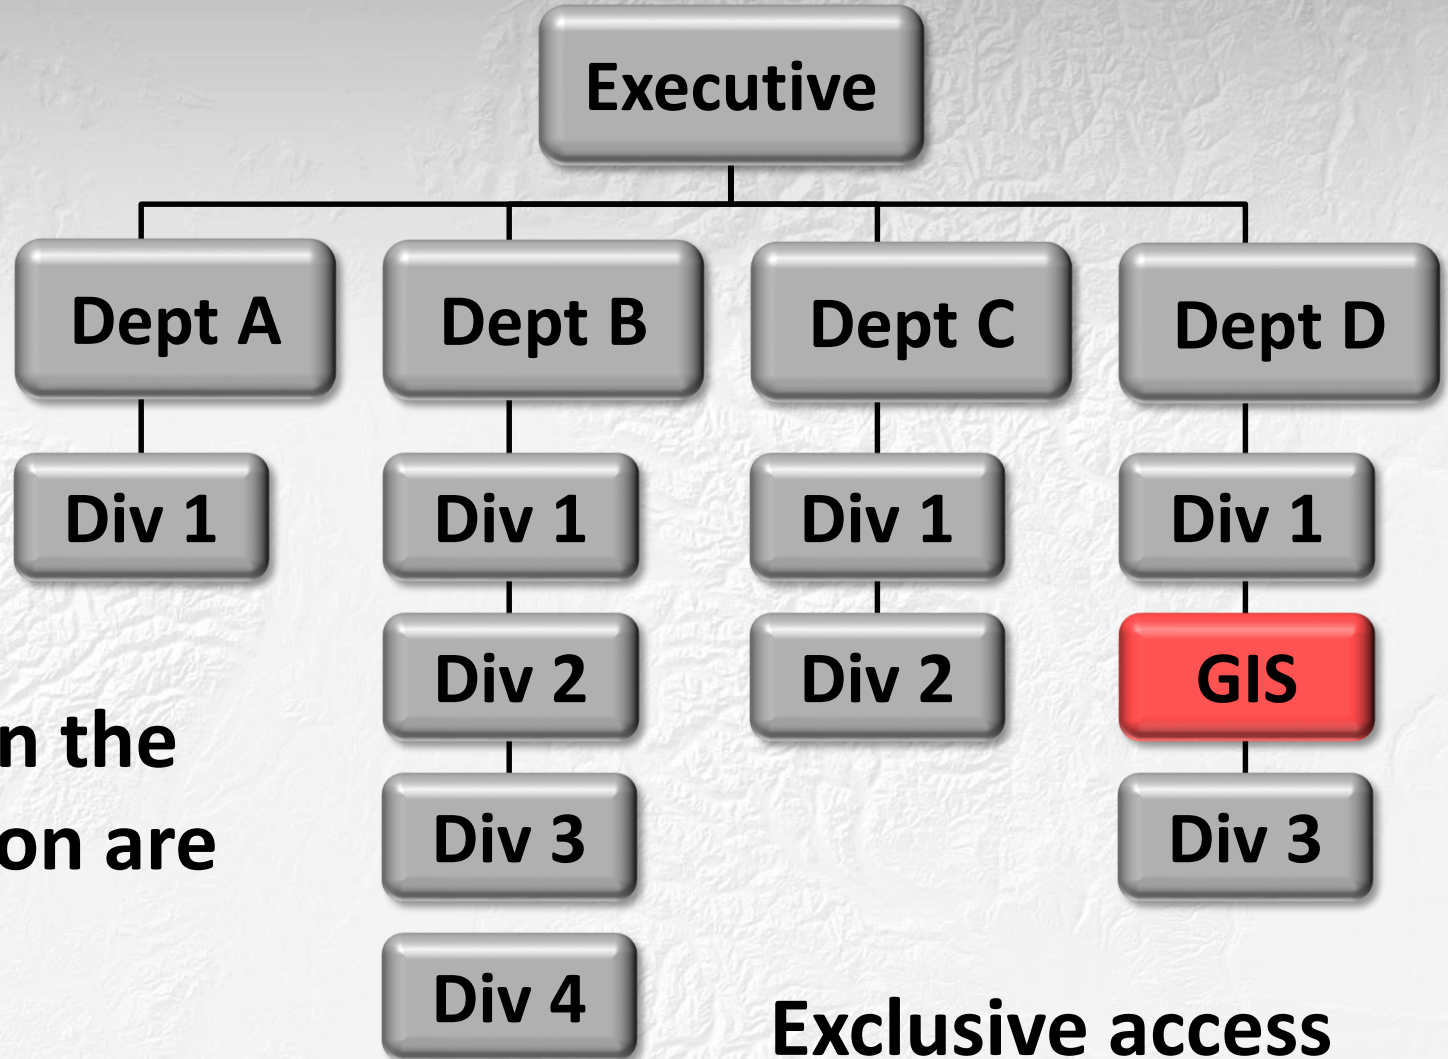 Executive
Dept A Dept B Dept C Dept D
Div 1 Div 1 Div 1 Div 1
Div 2 Div 2 GIS
n the
on are
Div 3 Div 3
Div 4
Exclusive access